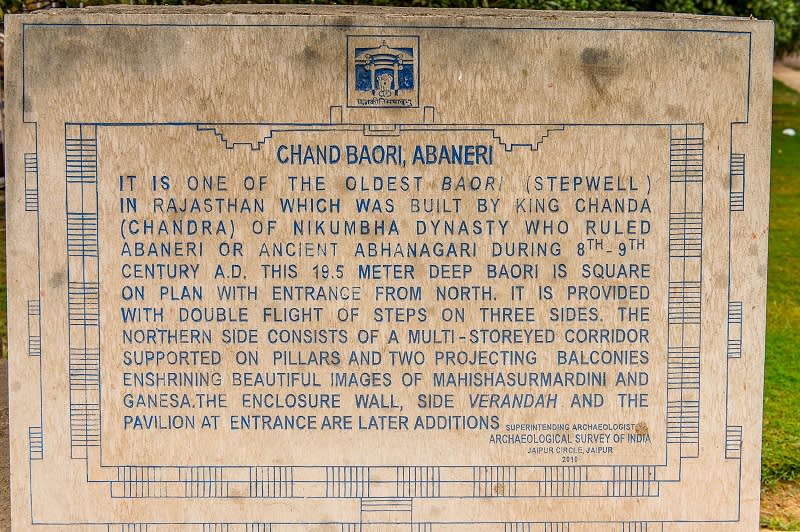 CHAND BAORI, ABANERI
IT IS ONE OF THE OLDEST BAORI (STEPWELL)
IN RAJASTHAN WHICH WAS BUILT BY KING CHANDA
(CHANDRA) OF NIKUMBHA DYNASTY WHO RULED
ABANERI OR ANCIENT ABHANAGARI DURING 8TH-9TH
CENTURY A.D. THIS 19.5 METER DEEP BAORI IS SQUARE
ON PLAN WITH ENTRANCE FROM NORTH. IT IS PROVIDED
WITH DOUBLE FLIGHT OF STEPS ON THREE SIDES. THE
NORTHERN SIDE CONSISTS OF A MULTI-STOREYED CORRIDOR
SUPPORTED ON PILLARS AND TWO PROJECTING BALCONIES
ENSHRINING BEAUTIFUL IMAGES OF MAHISHASURMARDINI AND
GANESA.THE ENCLOSURE WALL, SIDE VERANDAH AND THE
PAVILION AT ENTRANCE ARE LATER ADDITIONS
SUPERINTENDING ARCHAEOLOGIST
ARCHAEOLOGICAL SURVEY OF INDIA
JAIPUR CIRCLE, JAIPUR
2010